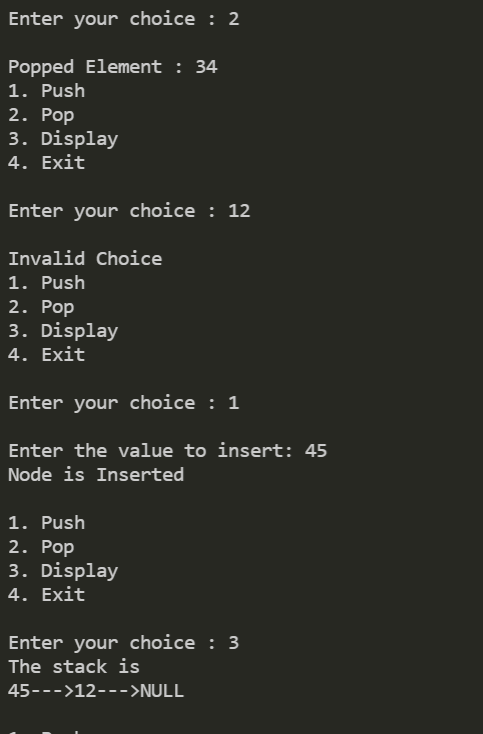 Enter your choice : 2
Popped Element : 34
1. Push
2. Pop
3. Display
4. Exit
Enter your choice : 12
Invalid Choice
1. Push
2. Pop
3. Display
4. Exit
Enter your choice : 1
Enter the value to insert: 45
Node is Inserted
1. Push
2. Pop
3. Display
4. Exit
Enter your choice : 3
The stack is
45--->12--->NULL